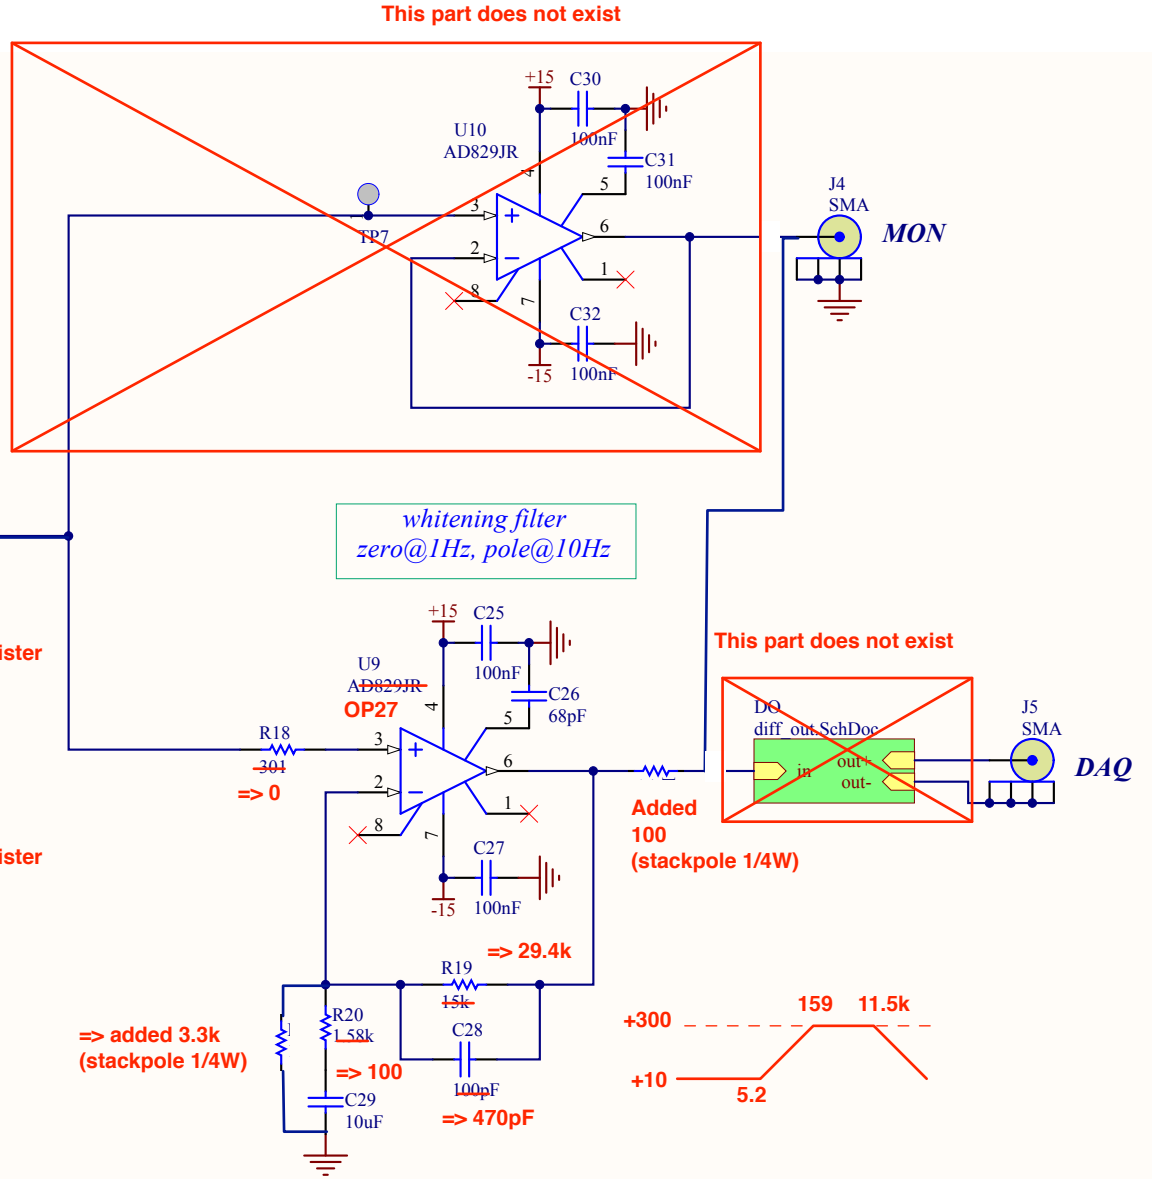 This part does not exist
+15
C30
100nF
U10
AD829JR
4
C31
100nF
5
3
+
TP7
6
2
−
1
8
7
C32
100nF
-15
J4
SMA
MON
whitening filter
zero@1Hz, pole@10Hz
ister
+15
C25
100nF
U9
AD829JR
OP27
4
C26
68pF
5
R18
301
=> 0
3
+
6
2
−
1
8
7
C27
100nF
-15
ister
This part does not exist
DO
diff_out.SchDoc
in
out+
out-
J5
SMA
DAQ
Added
100
(stackpole 1/4W)
=> 29.4k
R19
15k
C28
100pF
=> 470pF
R20
1.58k
=> 100
=> added 3.3k
(stackpole 1/4W)
C29
10uF
159
11.5k
+300
+10
5.2